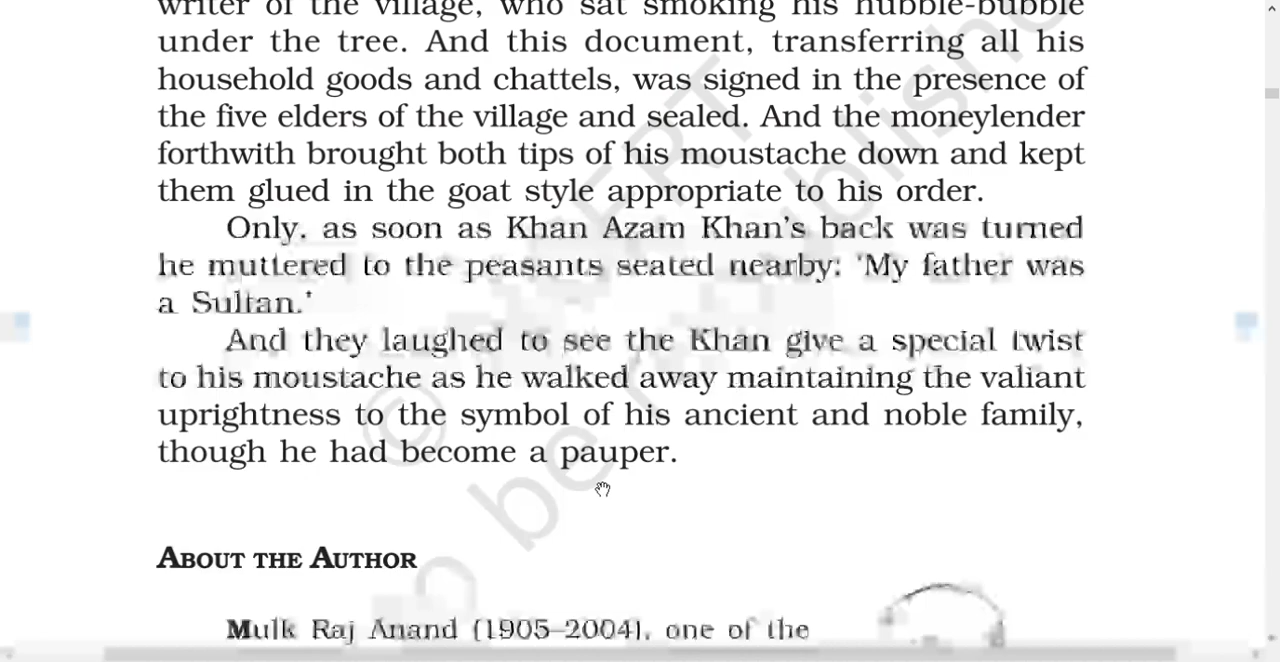 writer of the village, who sat smoking his hubble-bubble
under the tree. And this document, transferring all his
household goods and chattels, was signed in the presence of
the five elders of the village and sealed. And the moneylender
forthwith brought both tips of his moustache down and kept
them glued in the goat style appropriate to his order.
Only, as soon as Khan Azam Khan's back was turned
he muttered to the peasants seated nearby: 'My father was
a Sultan.'
And they laughed to see the Khan give a special twist
to his moustache as he walked away maintaining the valiant
uprightness to the symbol of his ancient and noble family,
though he had become a pauper.
ABOUT THE AUTHOR
Mulk Raj Anand (1905–2004), one of the